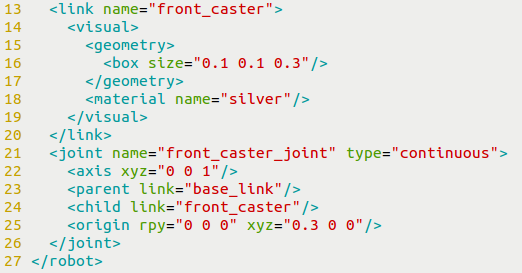 13   <link name="front_caster">
14     <visual>
15       <geometry>
16         <box size="0.1 0.1 0.3"/>
17       </geometry>
18       <material name="silver"/>
19     </visual>
20   </link>
21   <joint name="front_caster_joint" type="continuous">
22     <axis xyz="0 0 1"/>
23     <parent link="base_link"/>
24     <child link="front_caster"/>
25     <origin rpy="0 0 0" xyz="0.3 0 0"/>
26   </joint>
27 </robot>